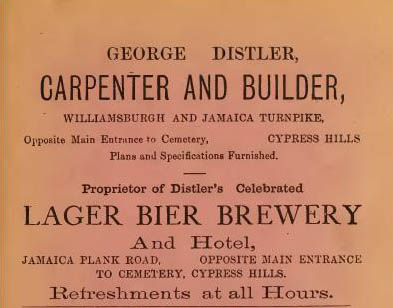 GEORGE DISTLER,
CARPENTER AND BUILDER,
WILLIAMSBURGH AND JAMAICA TURNPIKE,
Opposite Main Entrance to Cemetery, CYPRESS HILLS
Plans and Specifications Furnished.
Proprietor of Distler's Celebrated
LAGER BIER BREWERY
And Hotel,
JAMAICA PLANK ROAD, OPPOSITE MAIN ENTRANCE
TO CEMETERY, CYPRESS HILLS.
Refreshments at all Hours.